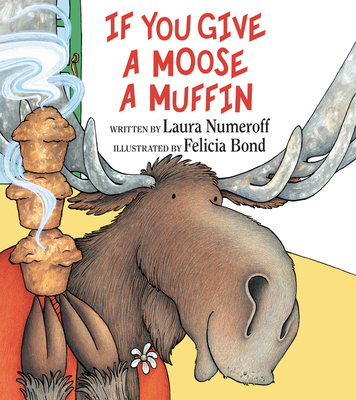 IF YOU GIVE
A MOOSE
A MUFFIN
WRITTEN BY Laura Numeroff
ILLUSTRATED BY Felicia Bond